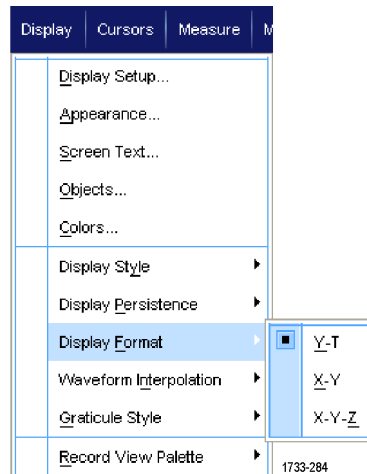 Display Cursors Measure M
Display Setup...
Appearance...
Screen Text...
Objects...
Colors...
Display Style
Display Persistence
Display Format
Y-T
Waveform Interpolation
X-Y
Graticule Style
X-Y-Z
Record View Palette
1733-284